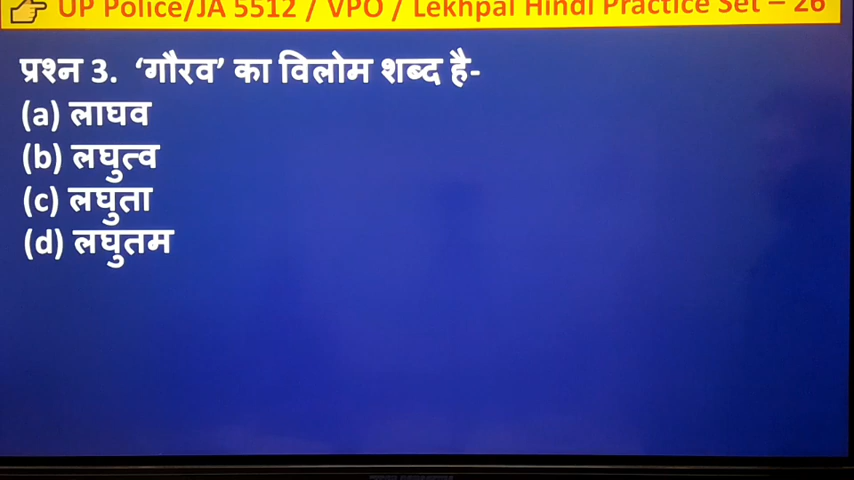 👉 UP Police/JA 5512 / VPO / Lekhpal Hindi Practice Set – 26
प्रश्न 3. ‘गौरव’ का विलोम शब्द है-
(a) लाघव
(b) लघुत्व
(c) लघुता
(d) लघुतम